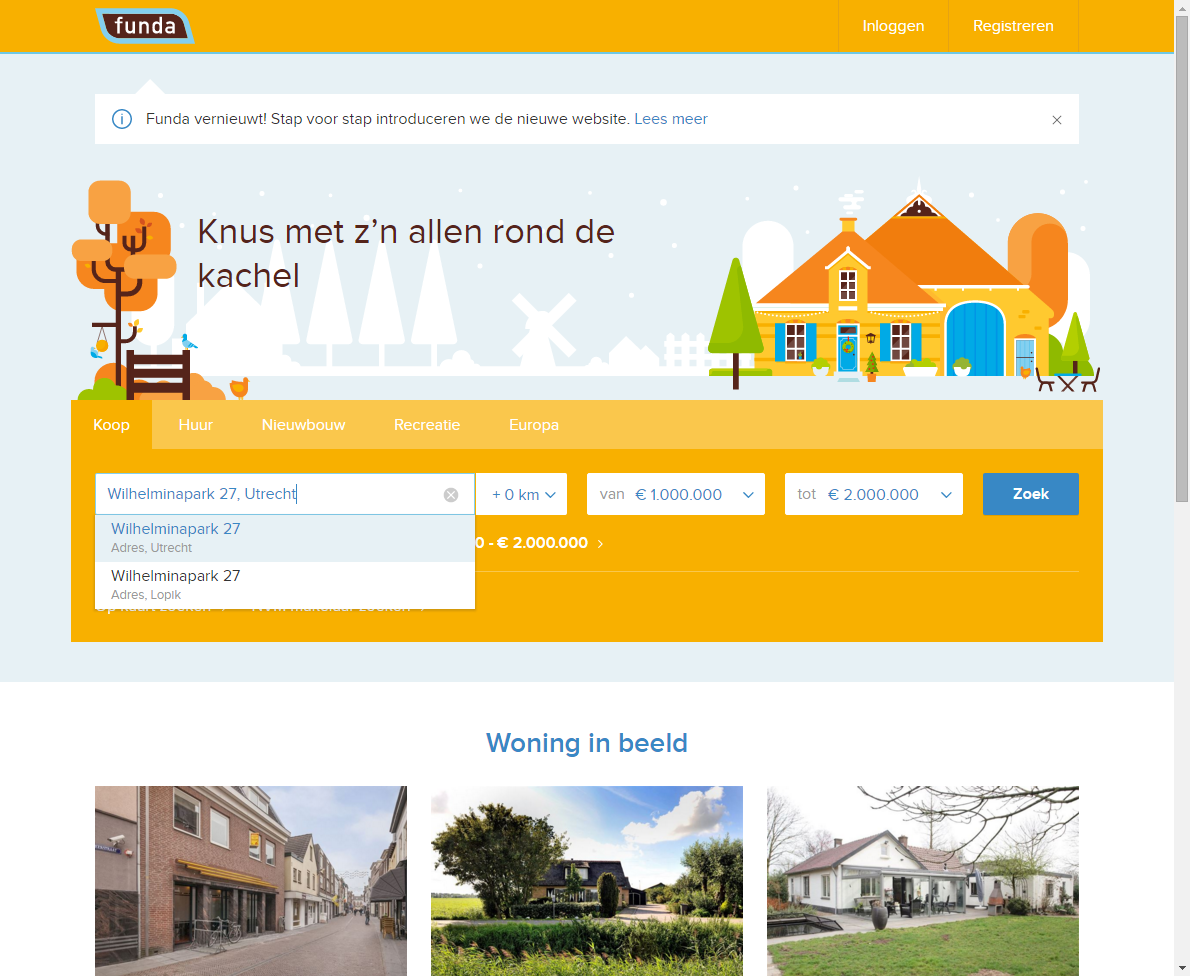 funda
Inloggen
Registreren
Funda vernieuwt! Stap voor stap introduceren we de nieuwe website. Lees meer
Knus met z’n allen rond de
kachel
Koop
Huur
Nieuwbouw
Recreatie
Europa
Wilhelminapark 27, Utrecht
+ 0 km
van € 1.000.000
tot € 2.000.000
Zoek
Wilhelminapark 27
Adres, Utrecht
0 - € 2.000.000
Wilhelminapark 27
Adres, Lopik
Woning in beeld